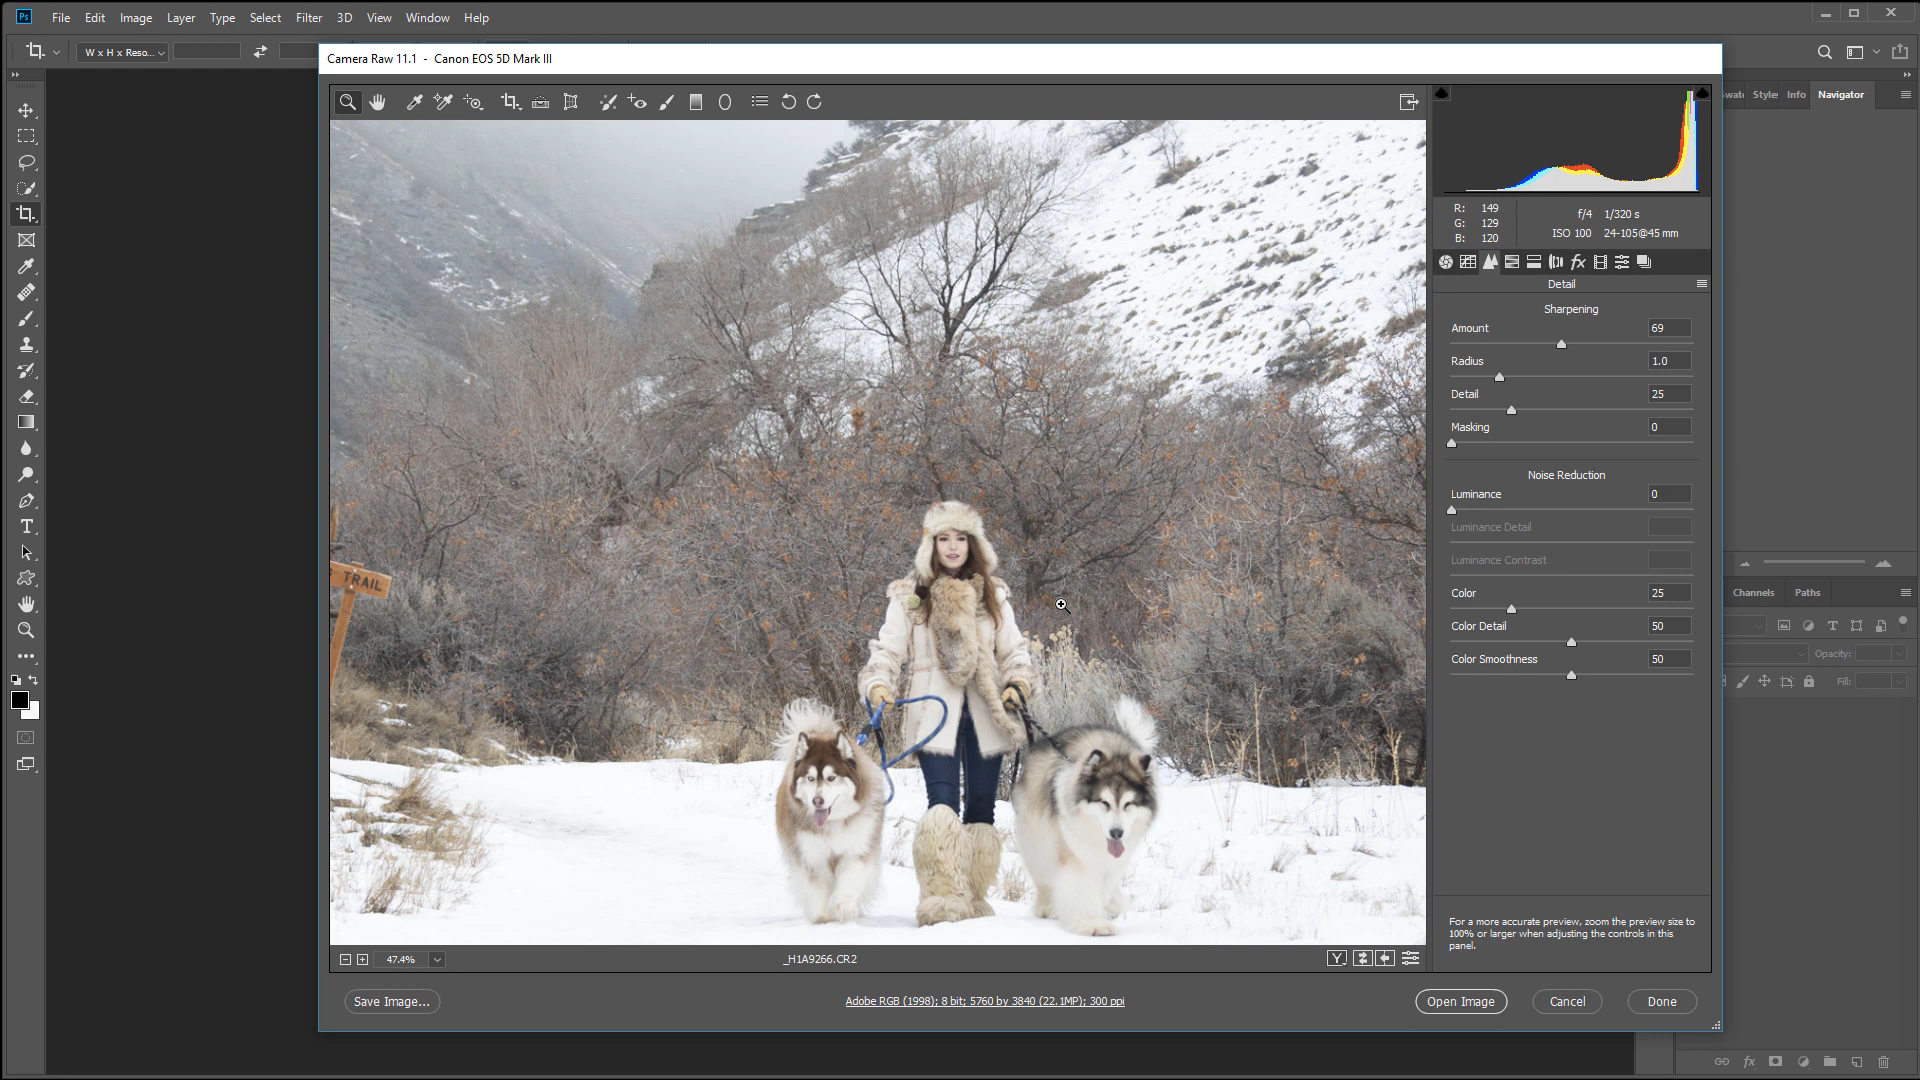 Ps File Edit Image Layer Type Select Filter 3D View Window Help
W x H x Reso...
Camera Raw 11.1 - Canon EOS 5D Mark III
Style Info Navigator
R: 149
G: 129
B: 120
f/4 1/320 s
ISO 100 24-105@45 mm
fx
Detail
Sharpening
Amount 69
Radius 1.0
Detail 25
Masking 0
Noise Reduction
Luminance 0
Luminance Detail
Luminance Contrast
Color 25
Color Detail 50
Color Smoothness 50
TRAIL
For a more accurate preview, zoom the preview size to
100% or larger when adjusting the controls in this
panel.
Channels Paths
Opacity:
Fill:
47.4%
_H1A9266.CR2
Y
Save Image...
Adobe RGB (1998); 8 bit; 5760 by 3840 (22.1MP); 300 ppi
Open Image Cancel Done
fx